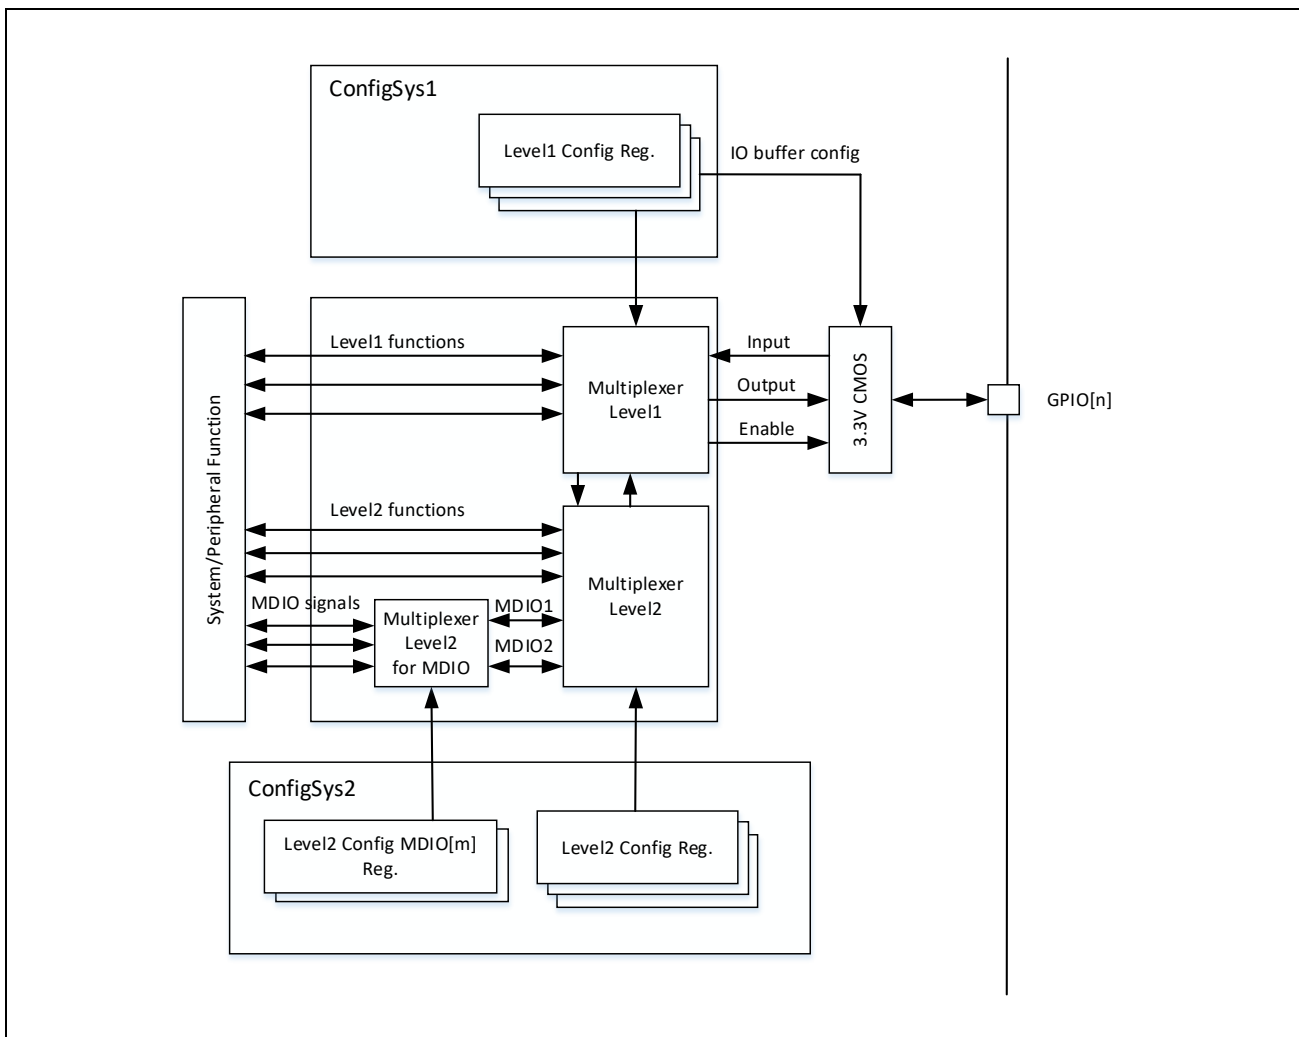 ConfigSys1
Level1 Config Reg.
IO buffer config
Level1 functions
Multiplexer
Level1
Input
Output
Enable
3.3V CMOS
GPIO[n]
System/Peripheral Function
Level2 functions
Multiplexer
Level2
MDIO signals
Multiplexer
Level2
for MDIO
MDIO1
MDIO2
ConfigSys2
Level2 Config MDIO[m]
Reg.
Level2 Config Reg.